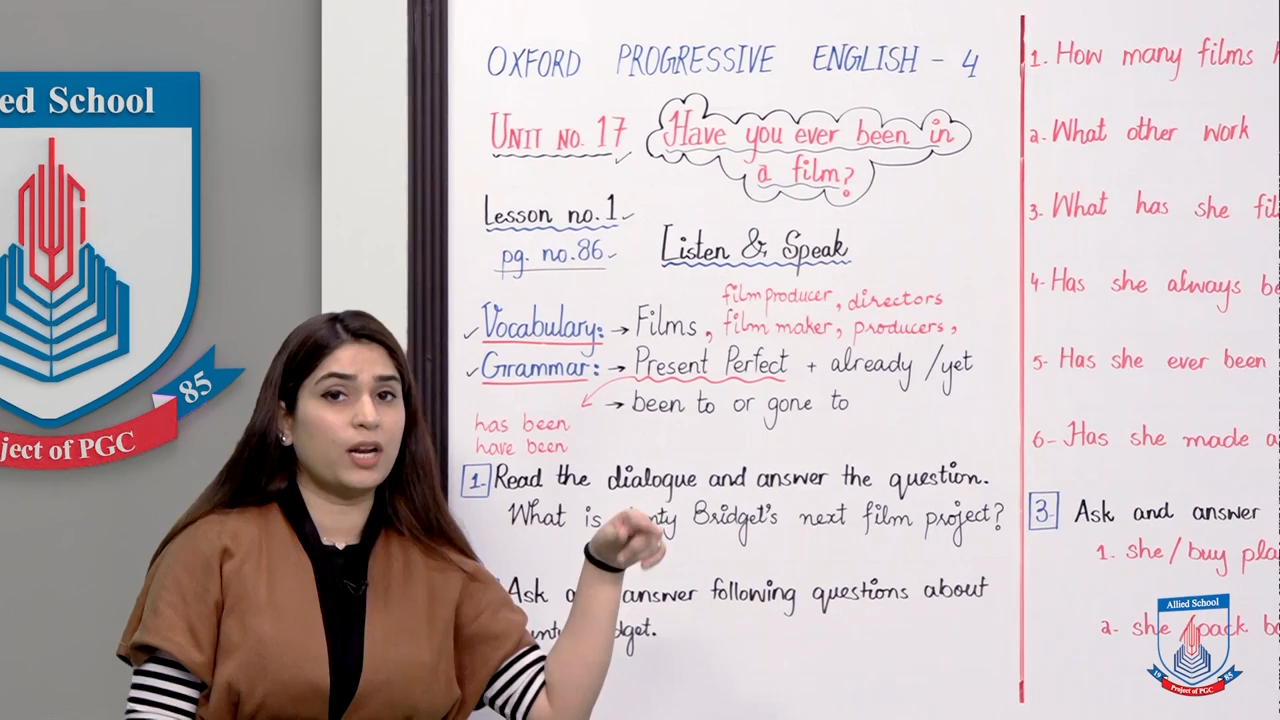 ied School
85
ject of PGC
OXFORD PROGRESSIVE ENGLISH - 4
UNIT NO. 17
Have you ever been in
a film?
Lesson no. 1
pg. no. 86
Listen & Speak
film producer, directors
Vocabulary: → Films, film maker, producers,
Grammar: → Present Perfect + already / yet
→ been to or gone to
has been
have been
1. Read the dialogue and answer the question.
What is Bridget's next film project?
Ask answer following questions about
1. How many films
2. What other work
3. What has she
4. Has she always
5. Has she ever been
6- Has she made
3. Ask and answer
1. she / buy
2. she pack
Allied School
19 85
Project of PGC